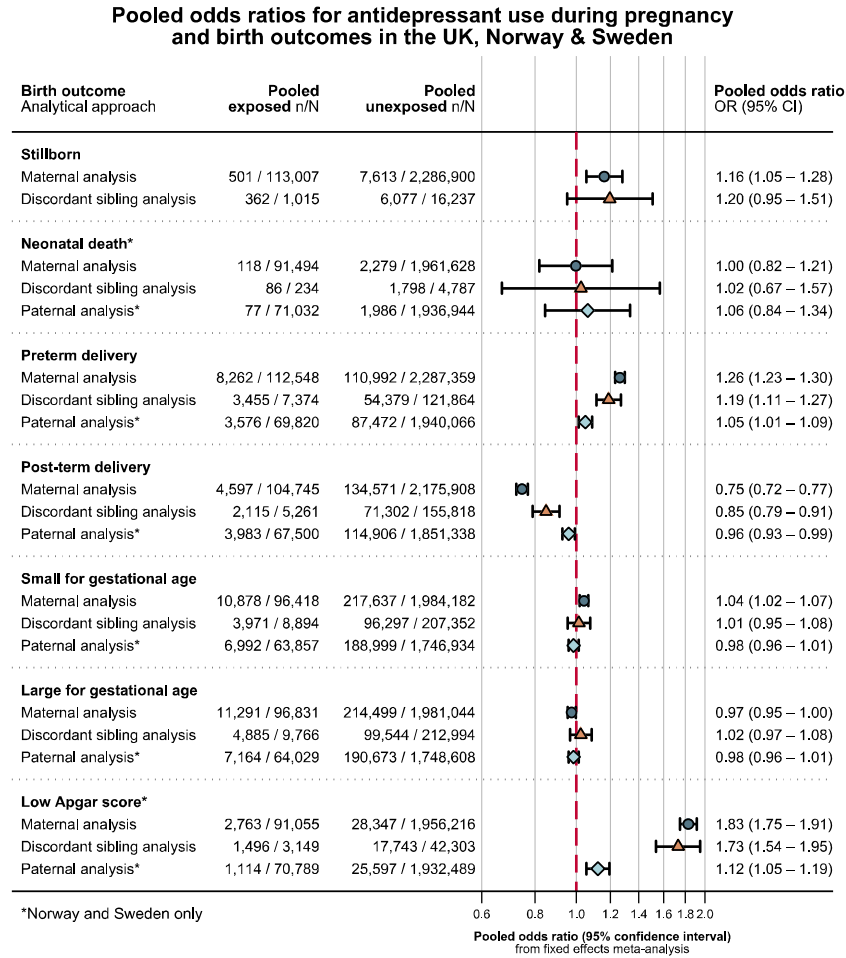 Pooled odds ratios for antidepressant use during pregnancy
and birth outcomes in the UK, Norway & Sweden
Birth outcome Pooled Pooled Pooled odds ratio
Analytical approach exposed n/N unexposed n/N OR (95% CI)
Stillborn
Maternal analysis 501 / 113,007 7,613 / 2,286,900 1.16 (1.05 – 1.28)
Discordant sibling analysis 362 / 1,015 6,077 / 16,237 1.20 (0.95 – 1.51)
Neonatal death*
Maternal analysis 118 / 91,494 2,279 / 1,961,628 1.00 (0.82 – 1.21)
Discordant sibling analysis 86 / 234 1,798 / 4,787 1.02 (0.67 – 1.57)
Paternal analysis* 77 / 71,032 1,986 / 1,936,944 1.06 (0.84 – 1.34)
Preterm delivery
Maternal analysis 8,262 / 112,548 110,992 / 2,287,359 1.26 (1.23 – 1.30)
Discordant sibling analysis 3,455 / 7,374 54,379 / 121,864 1.19 (1.11 – 1.27)
Paternal analysis* 3,576 / 69,820 87,472 / 1,940,066 1.05 (1.01 – 1.09)
Post-term delivery
Maternal analysis 4,597 / 104,745 134,571 / 2,175,908 0.75 (0.72 – 0.77)
Discordant sibling analysis 2,115 / 5,261 71,302 / 155,818 0.85 (0.79 – 0.91)
Paternal analysis* 3,983 / 67,500 114,906 / 1,851,338 0.96 (0.93 – 0.99)
Small for gestational age
Maternal analysis 10,878 / 96,418 217,637 / 1,984,182 1.04 (1.02 – 1.07)
Discordant sibling analysis 3,971 / 8,894 96,297 / 207,352 1.01 (0.95 – 1.08)
Paternal analysis* 6,992 / 63,857 188,999 / 1,746,934 0.98 (0.96 – 1.01)
Large for gestational age
Maternal analysis 11,291 / 96,831 214,499 / 1,981,044 0.97 (0.95 – 1.00)
Discordant sibling analysis 4,885 / 9,766 99,544 / 212,994 1.02 (0.97 – 1.08)
Paternal analysis* 7,164 / 64,029 190,673 / 1,748,608 0.98 (0.96 – 1.01)
Low Apgar score*
Maternal analysis 2,763 / 91,055 28,347 / 1,956,216 1.83 (1.75 – 1.91)
Discordant sibling analysis 1,496 / 3,149 17,743 / 42,303 1.73 (1.54 – 1.95)
Paternal analysis* 1,114 / 70,789 25,597 / 1,932,489 1.12 (1.05 – 1.19)
*Norway and Sweden only 0.6 0.8 1.0 1.2 1.4 1.6 1.8 2.0
Pooled odds ratio (95% confidence interval)
from fixed effects meta-analysis